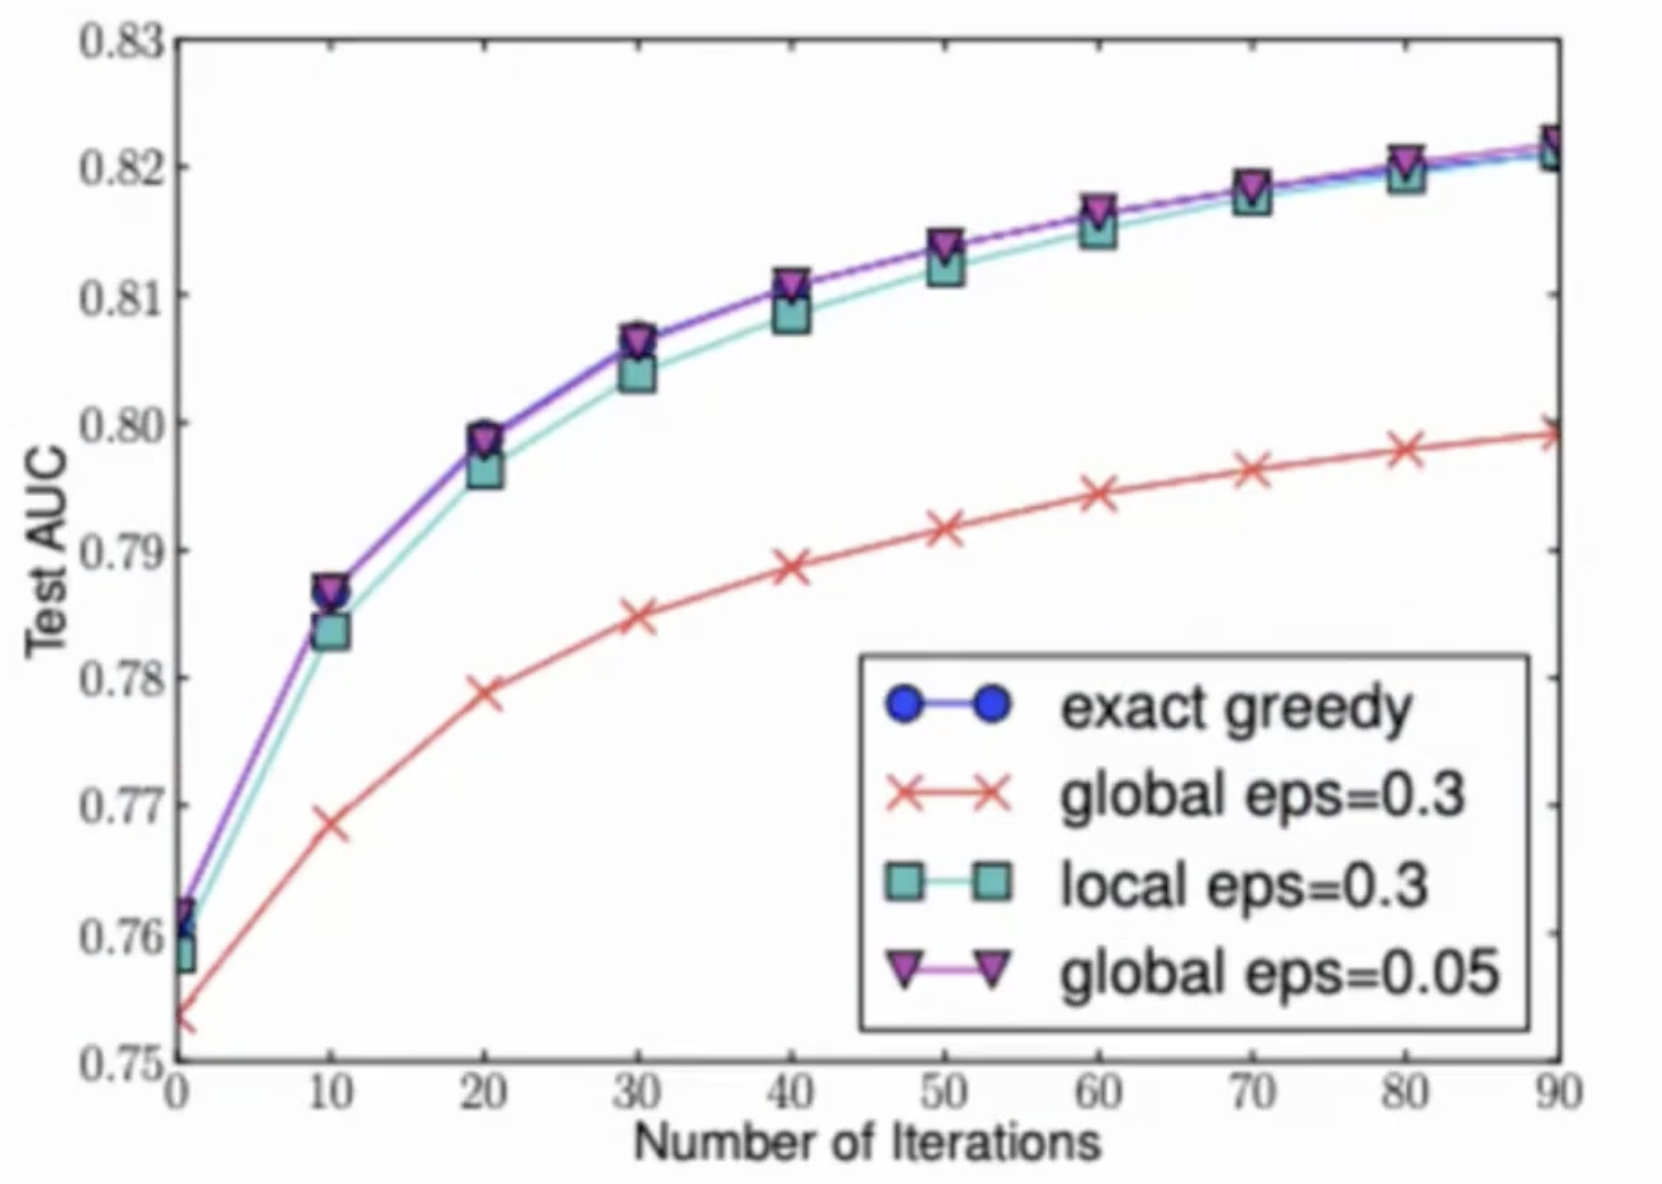 0.83
0.82
0.81
0.80
0.79
0.78
0.77
0.76
0.75
Test AUC
exact greedy
global eps=0.3
local eps=0.3
global eps=0.05
0 10 20 30 40 50 60 70 80 90
Number of Iterations